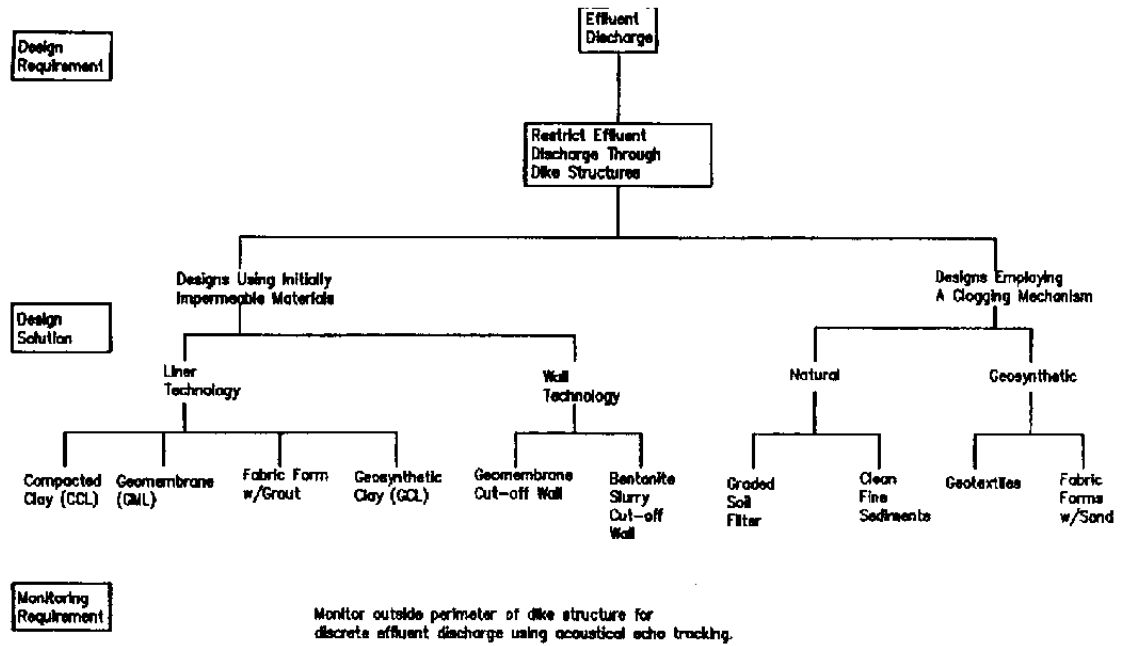 Effluent
Discharge
Design
Requirement
Restrict Effluent
Discharge Through
Dike Structures
Designs Using Initially
Impermeable Materials
Designs Employing
A Clogging Mechanism
Design
Solution
Liner
Technology
Wall
Technology
Natural
Geosynthetic
Compacted
Clay (CCL)
Geomembrane
(GML)
Fabric Form
w/Grout
Geosynthetic
Clay (GCL)
Geomembrane
Cut-off Wall
Bentonite
Slurry
Cut-off
Wall
Graded
Soil
Filter
Clean
Fine
Sediments
Geotextiles
Fabric
Forms
w/Sand
Monitoring
Requirement
Monitor outside perimeter of dike structure for
discrete effluent discharge using acoustical echo tracking.